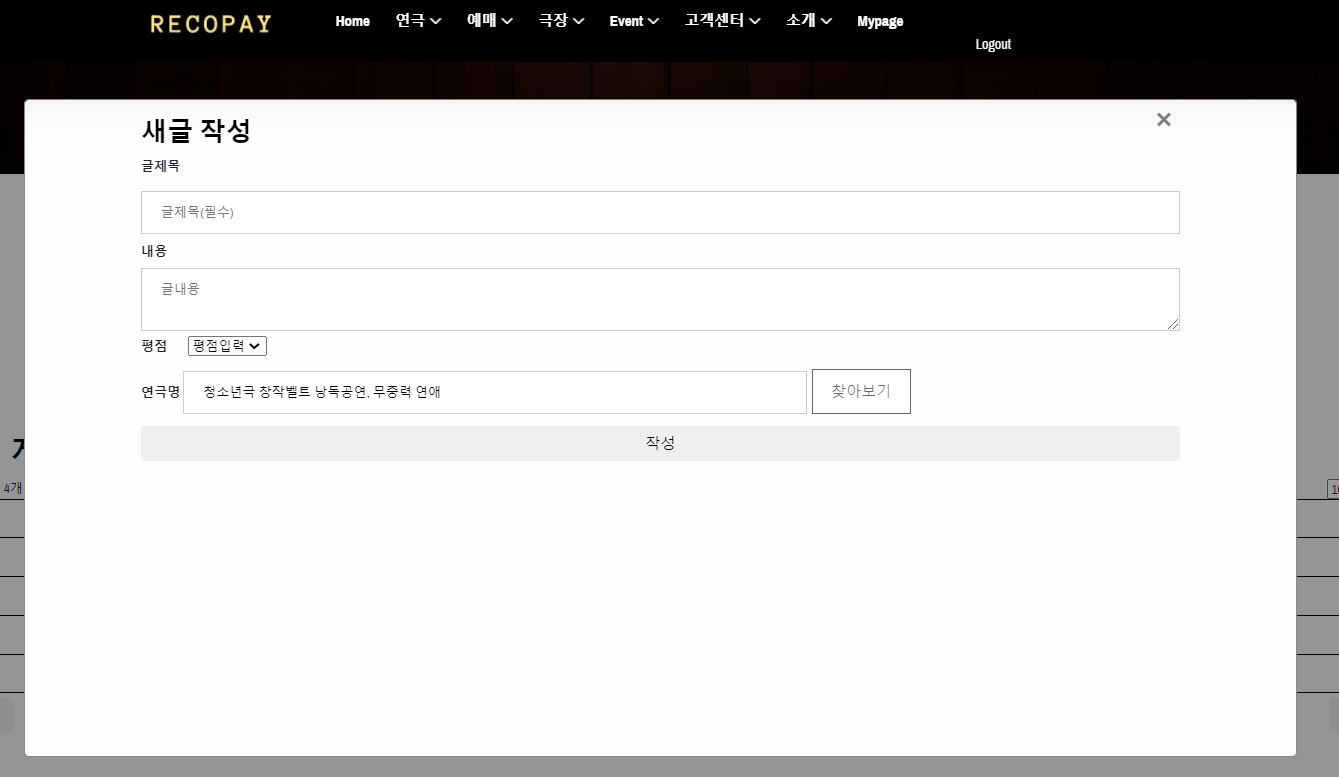 RECOPAY Home 연극 예매 극장 Event 고객센터 소개 Mypage
Logout
새글 작성
글제목
글제목(필수)
내용
글내용
평점 평점입력
연극명 청소년극 창작벨트 낭독공연, 무중력 연애 찾아보기
작성
4개